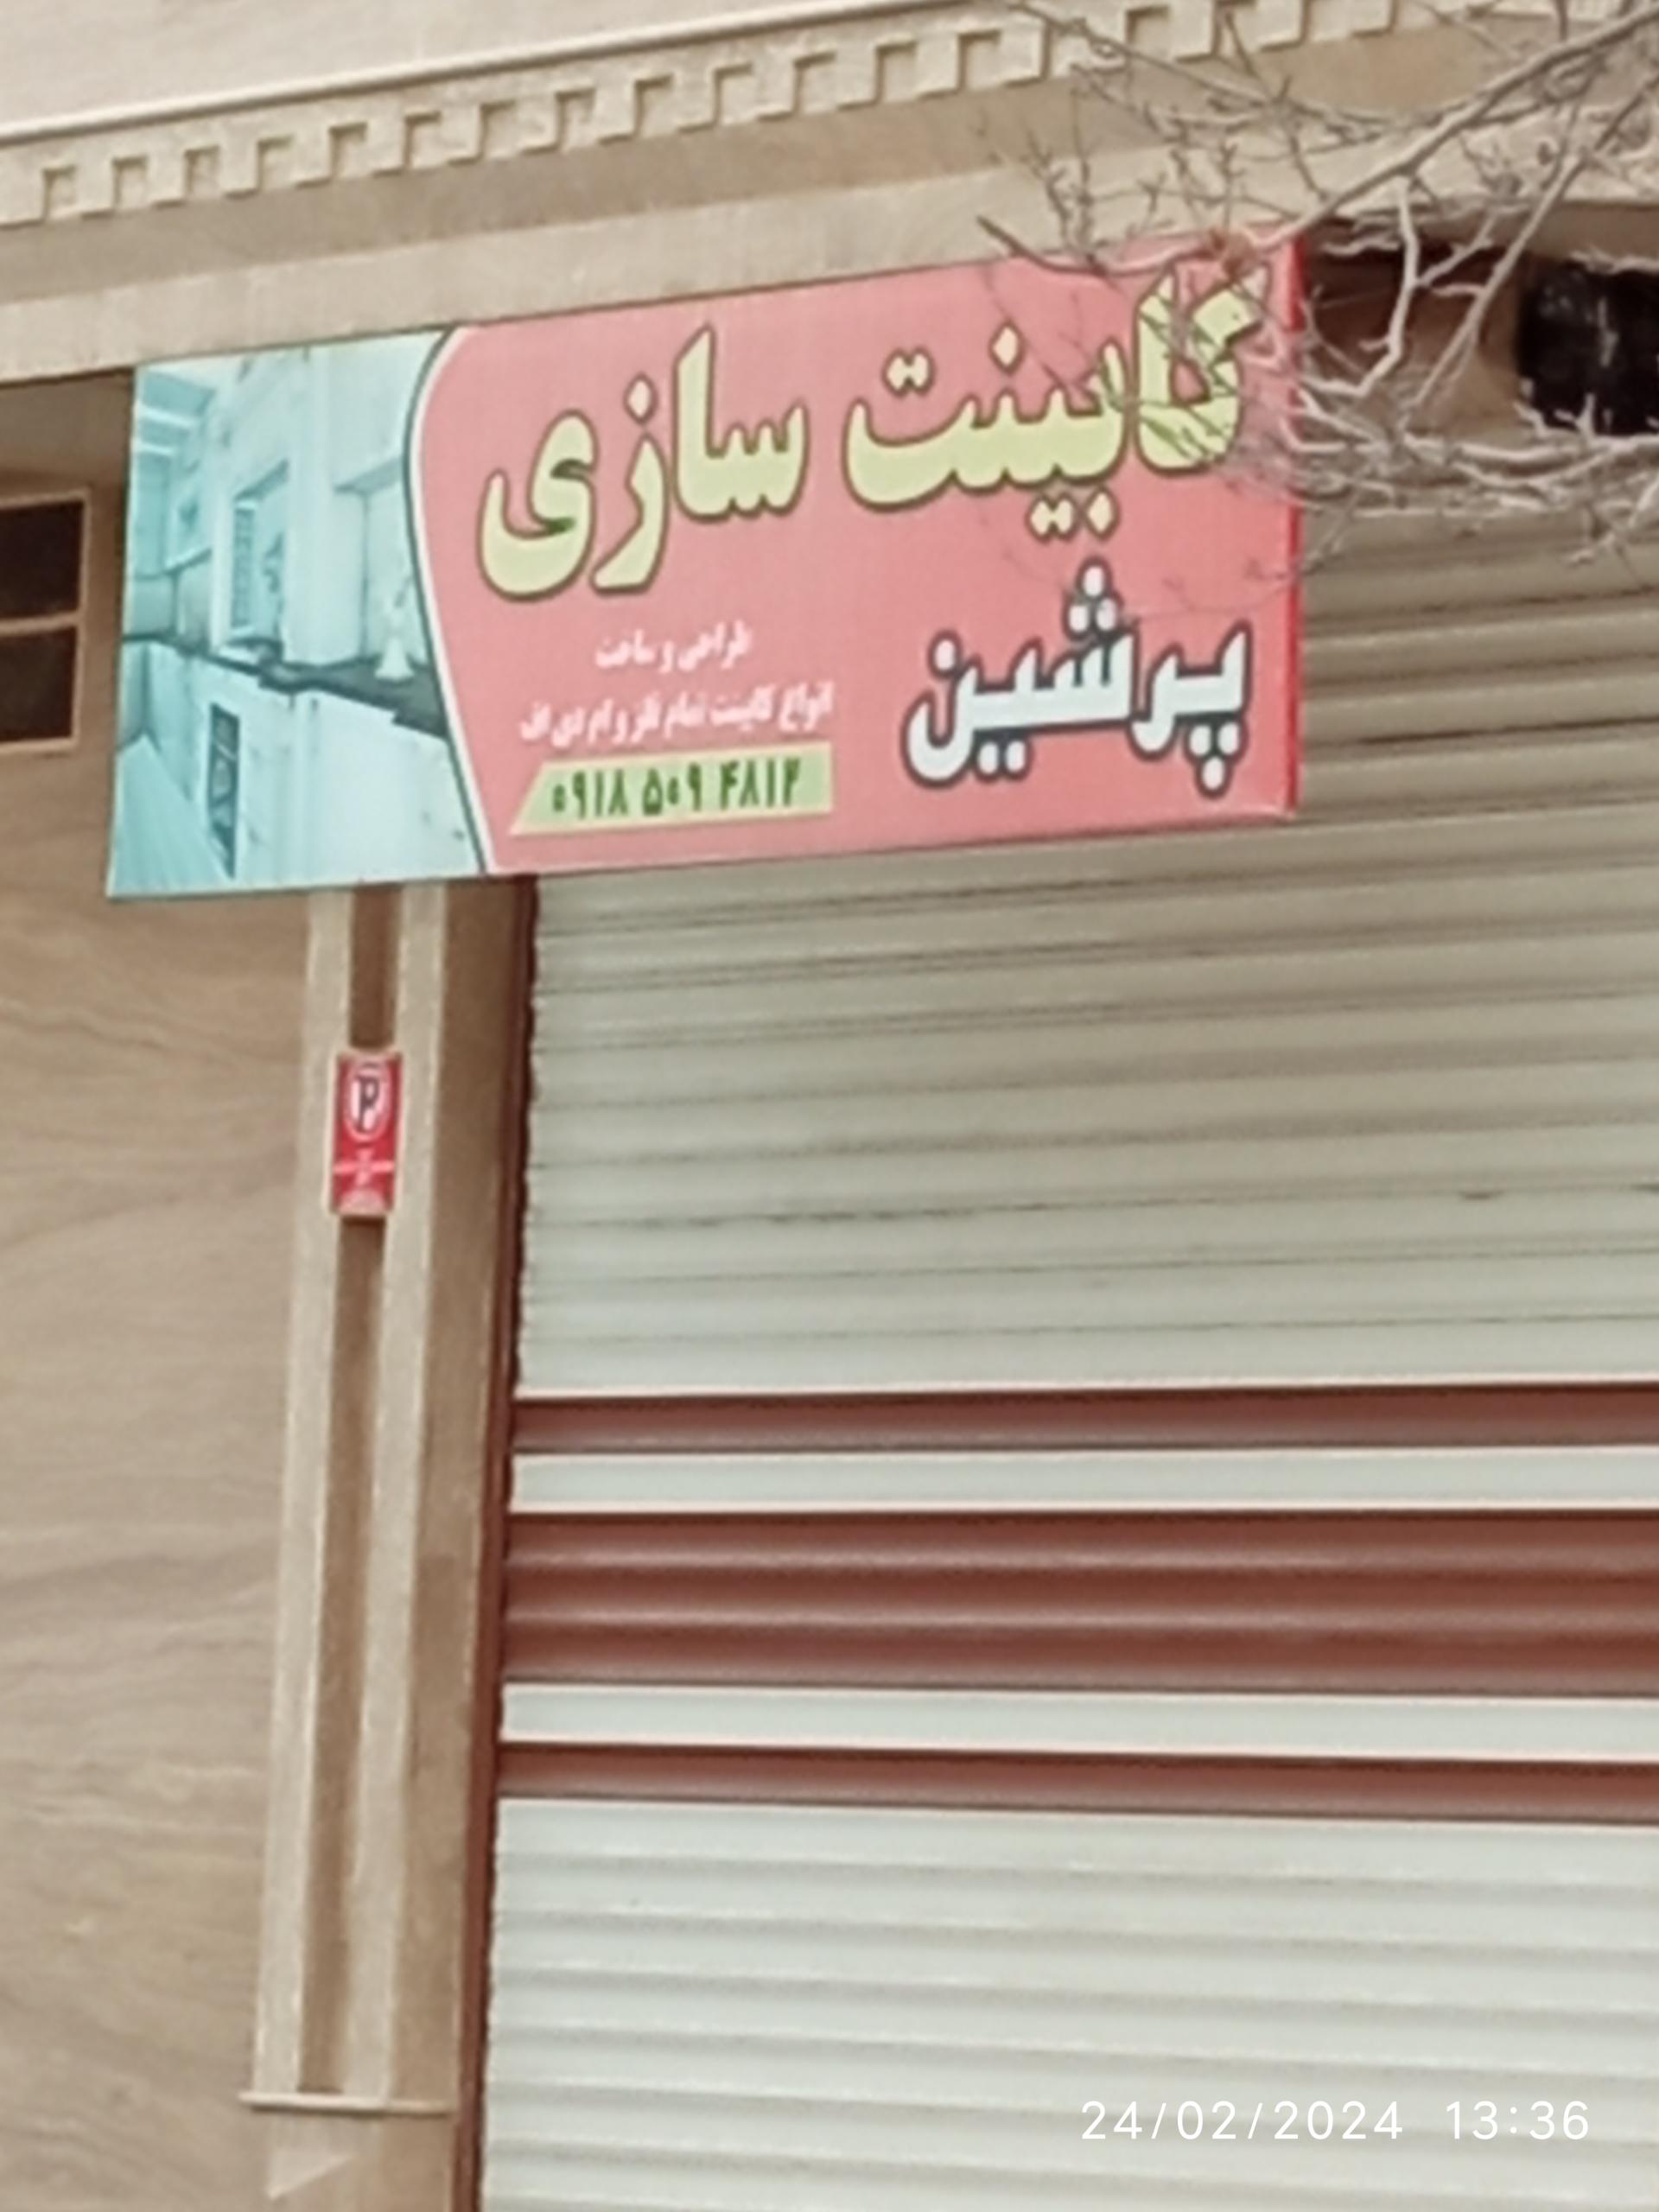 کابینت سازی
پرشین
طراحی و ساخت
انواع کابینت تمام فلز و ام دی اف
۰۹۱۸ ۵۰۹ ۴۸۱۲
P
24/02/2024 13:36